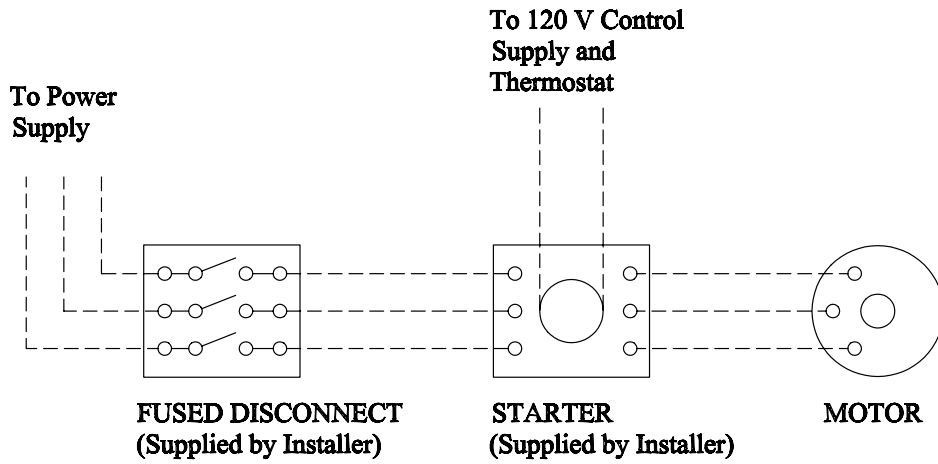 To 120 V Control
Supply and
Thermostat
To Power
Supply
FUSED DISCONNECT
(Supplied by Installer)
STARTER
(Supplied by Installer)
MOTOR